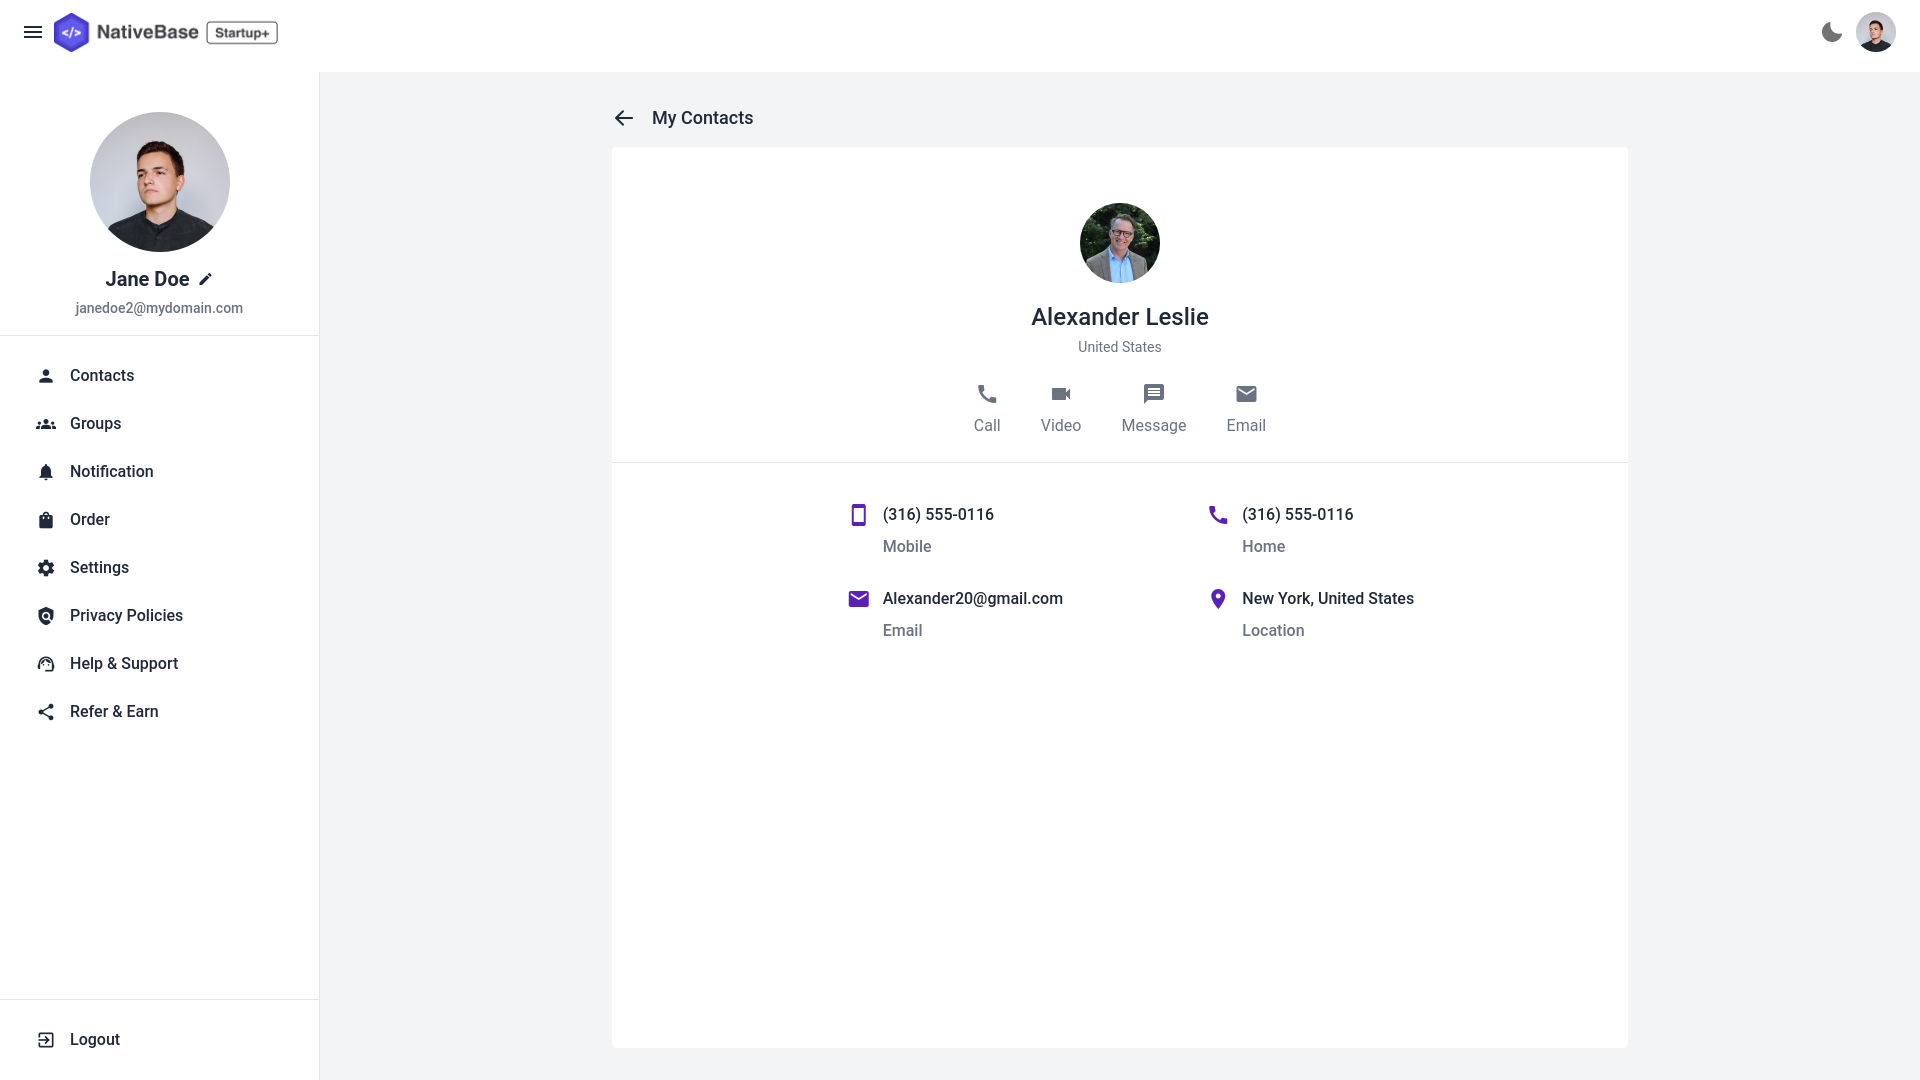 </> NativeBase Startup+
Jane Doe
janedoe2@mydomain.com
Contacts
Groups
Notification
Order
Settings
Privacy Policies
Help & Support
Refer & Earn
Logout
My Contacts
Alexander Leslie
United States
Call Video Message Email
(316) 555-0116
Mobile
(316) 555-0116
Home
Alexander20@gmail.com
Email
New York, United States
Location